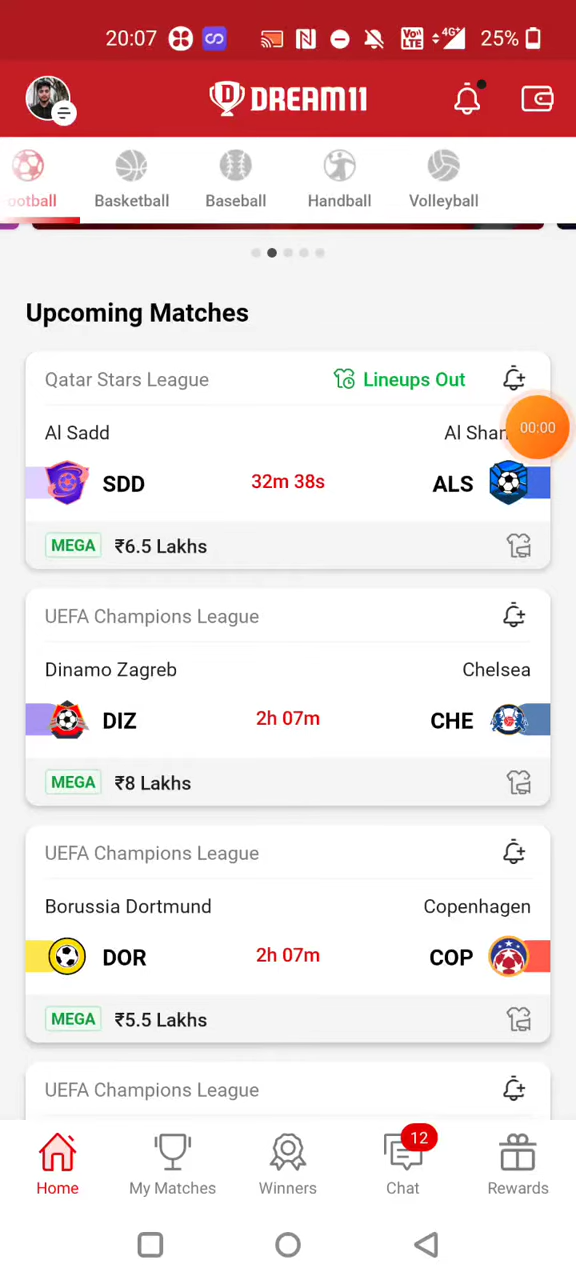 20:07 Vo) LTE 4G+ 25%
DREAM11
ootball Basketball Baseball Handball Volleyball
Upcoming Matches
Qatar Stars League Lineups Out
Al Sadd Al Shar
00:00
SDD 32m 38s ALS
MEGA ₹6.5 Lakhs
UEFA Champions League
Dinamo Zagreb Chelsea
DIZ 2h 07m CHE
MEGA ₹8 Lakhs
UEFA Champions League
Borussia Dortmund Copenhagen
DOR 2h 07m COP
MEGA ₹5.5 Lakhs
UEFA Champions League
12
Home My Matches Winners Chat Rewards